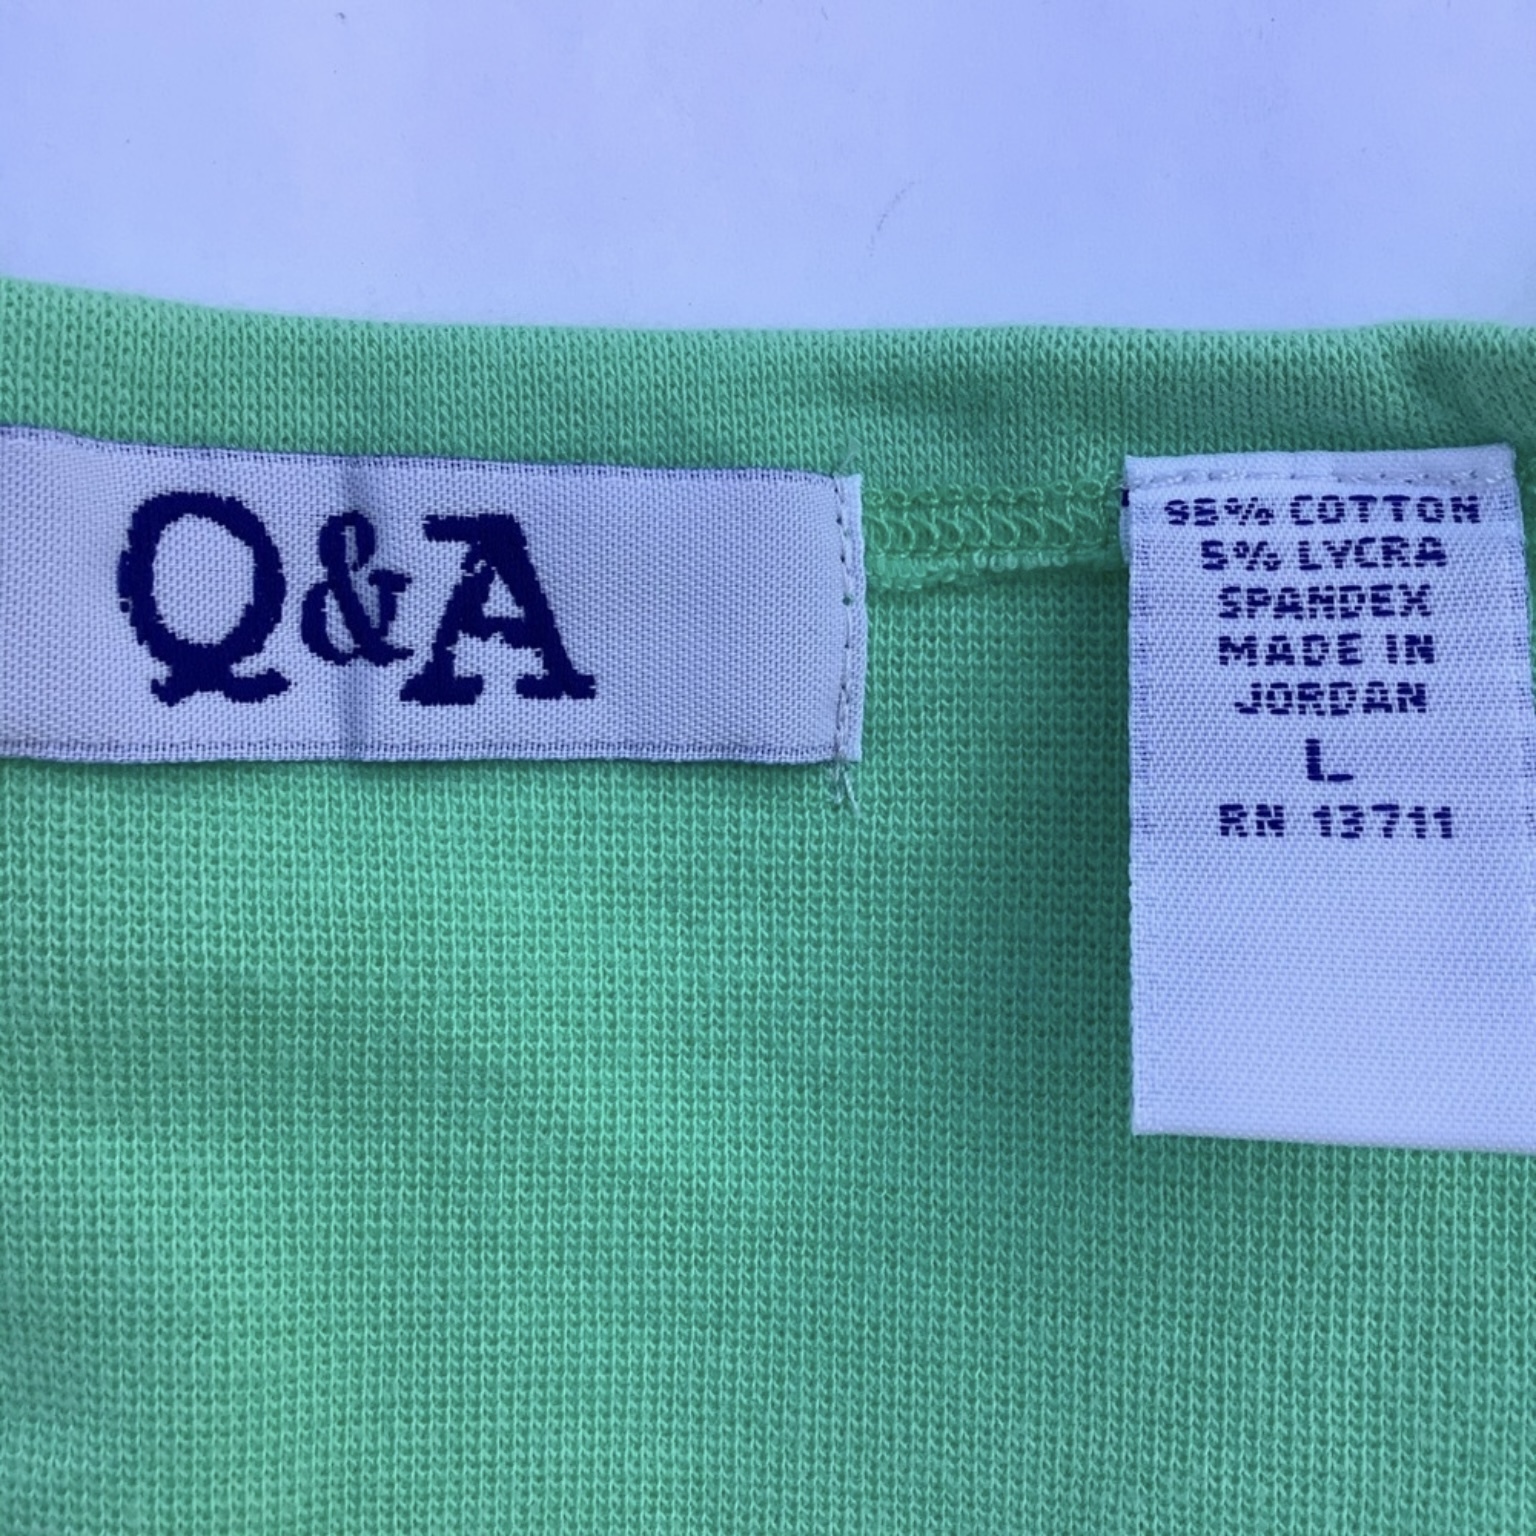 Q&A
95% COTTON
5% LYCRA
SPANDEX
MADE IN
JORDAN
L
RN 13711